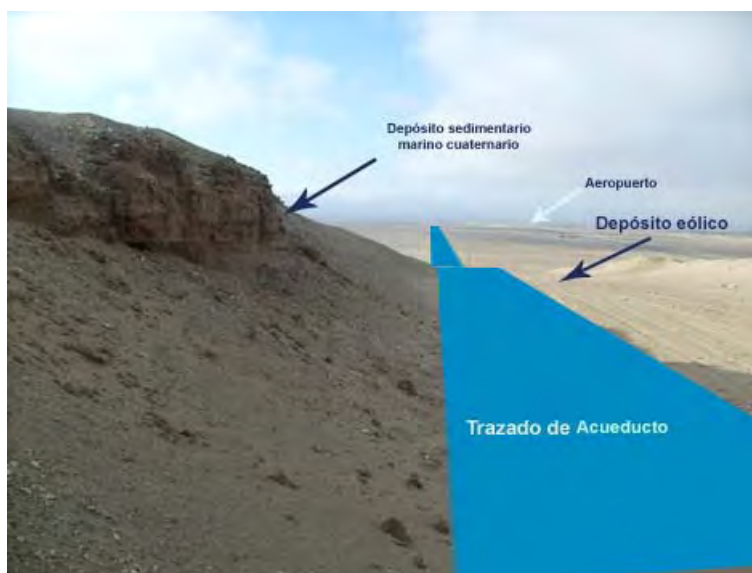 Depósito sedimentario
marino cuaternario
Aeropuerto
Depósito eólico
Trazado de Acueducto